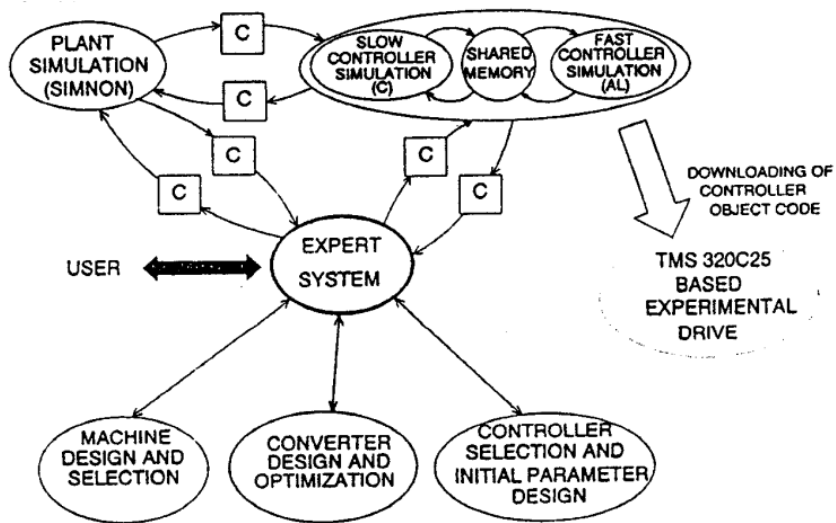 PLANT
SIMULATION
(SIMNON)
C
C
SLOW
CONTROLLER
SIMULATION
(C)
SHARED
MEMORY
FAST
CONTROLLER
SIMULATION
(AL)
C
C
C
C
DOWNLOADING OF
CONTROLLER
OBJECT CODE
USER
EXPERT
SYSTEM
TMS 320C25
BASED
EXPERIMENTAL
DRIVE
MACHINE
DESIGN AND
SELECTION
CONVERTER
DESIGN AND
OPTIMIZATION
CONTROLLER
SELECTION AND
INITIAL PARAMETER
DESIGN